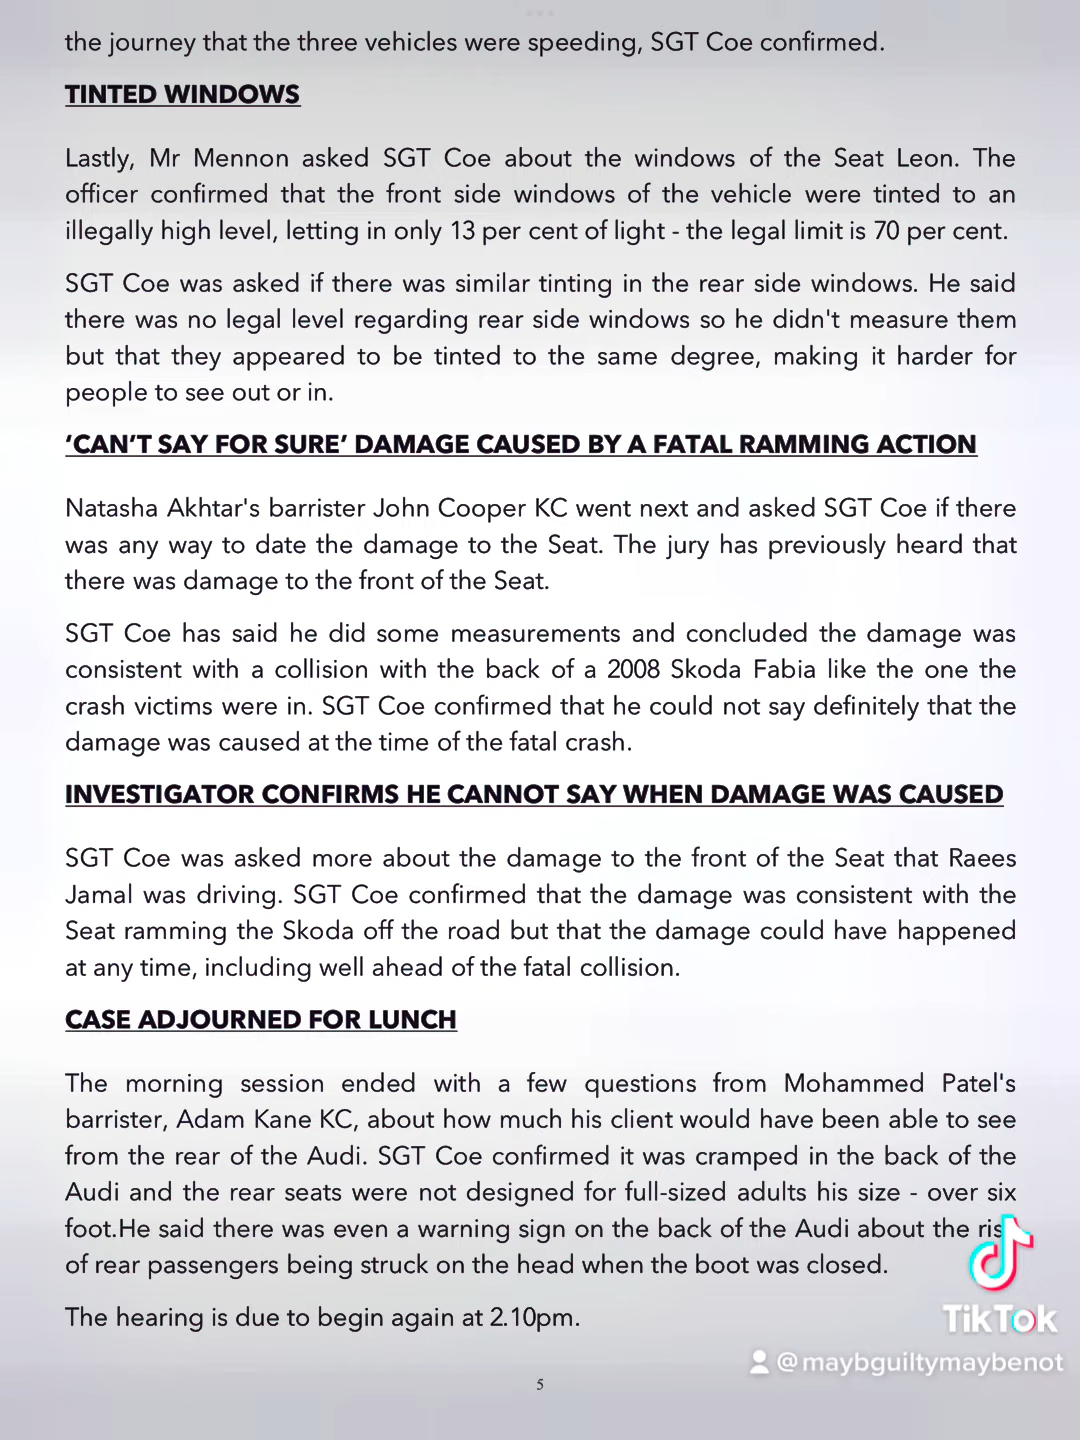 the journey that the three vehicles were speeding, SGT Coe confirmed.
TINTED WINDOWS
Lastly, Mr Mennon asked SGT Coe about the windows of the Seat Leon. The
officer confirmed that the front side windows of the vehicle were tinted to an
illegally high level, letting in only 13 per cent of light - the legal limit is 70 per cent.
SGT Coe was asked if there was similar tinting in the rear side windows. He said
there was no legal level regarding rear side windows so he didn't measure them
but that they appeared to be tinted to the same degree, making it harder for
people to see out or in.
‘CAN’T SAY FOR SURE’ DAMAGE CAUSED BY A FATAL RAMMING ACTION
Natasha Akhtar's barrister John Cooper KC went next and asked SGT Coe if there
was any way to date the damage to the Seat. The jury has previously heard that
there was damage to the front of the Seat.
SGT Coe has said he did some measurements and concluded the damage was
consistent with a collision with the back of a 2008 Skoda Fabia like the one the
crash victims were in. SGT Coe confirmed that he could not say definitely that the
damage was caused at the time of the fatal crash.
INVESTIGATOR CONFIRMS HE CANNOT SAY WHEN DAMAGE WAS CAUSED
SGT Coe was asked more about the damage to the front of the Seat that Raees
Jamal was driving. SGT Coe confirmed that the damage was consistent with the
Seat ramming the Skoda off the road but that the damage could have happened
at any time, including well ahead of the fatal collision.
CASE ADJOURNED FOR LUNCH
The morning session ended with a few questions from Mohammed Patel's
barrister, Adam Kane KC, about how much his client would have been able to see
from the rear of the Audi. SGT Coe confirmed it was cramped in the back of the
Audi and the rear seats were not designed for full-sized adults his size - over six
foot.He said there was even a warning sign on the back of the Audi about the ris
of rear passengers being struck on the head when the boot was closed.
The hearing is due to begin again at 2.10pm.
TikTok
@maybguiltymaybenot
5